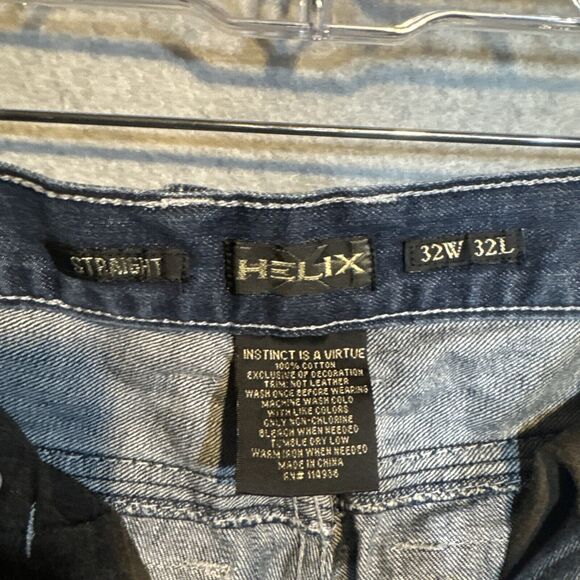 STRAIGHT
HELIX
32W 32L
INSTINCT IS A VIRTUE
100% COTTON
EXCLUSIVE OF DECORATION
TRIM: NOT LEATHER
WASH ONCE BEFORE WEARING
MACHINE WASH COLD
WITH LIKE COLORS
ONLY NON-CHLORINE
BLEACH WHEN NEEDED
TUMBLE DRY LOW
WARM IRON WHEN NEEDED
MADE IN CHINA
RN# 110936